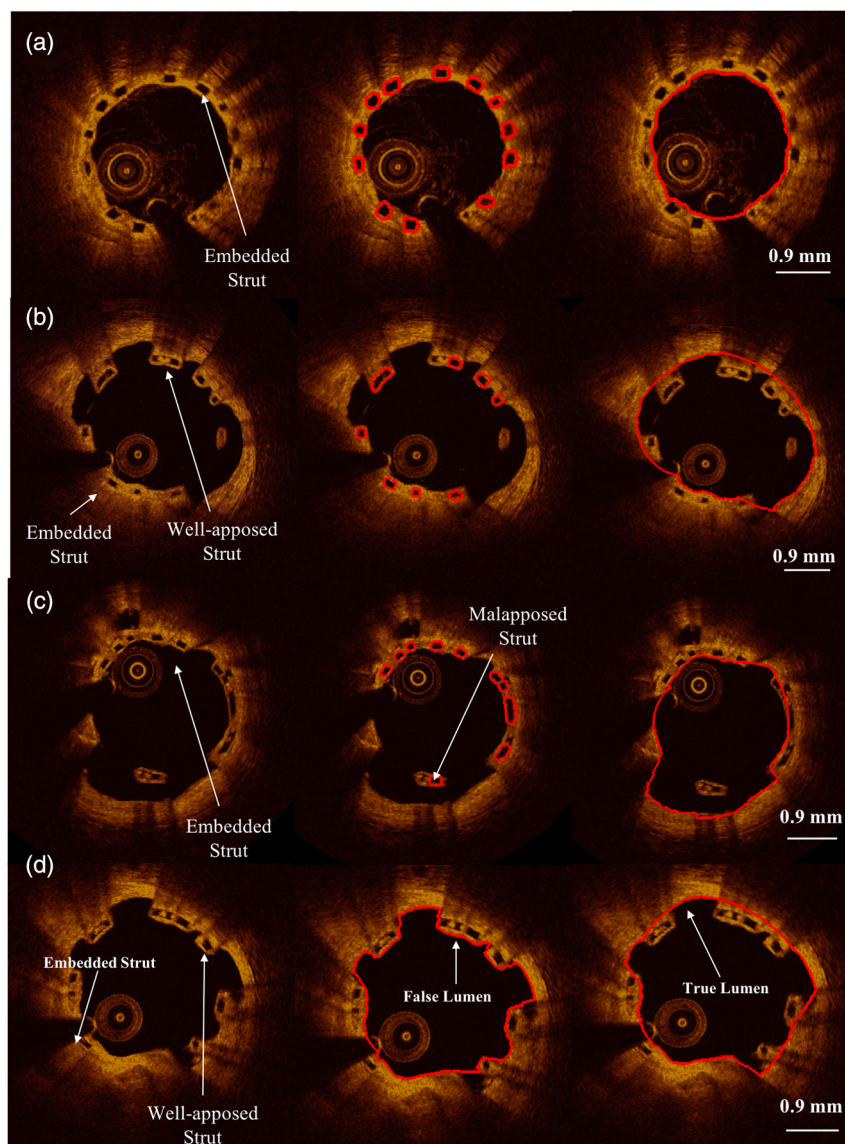 (a)
Embedded
Strut
0.9 mm
(b)
Embedded
Strut
Well-apposed
Strut
0.9 mm
(c)
Malapposed
Strut
Embedded
Strut
0.9 mm
(d)
Embedded Strut
Well-apposed
Strut
False Lumen
True Lumen
0.9 mm